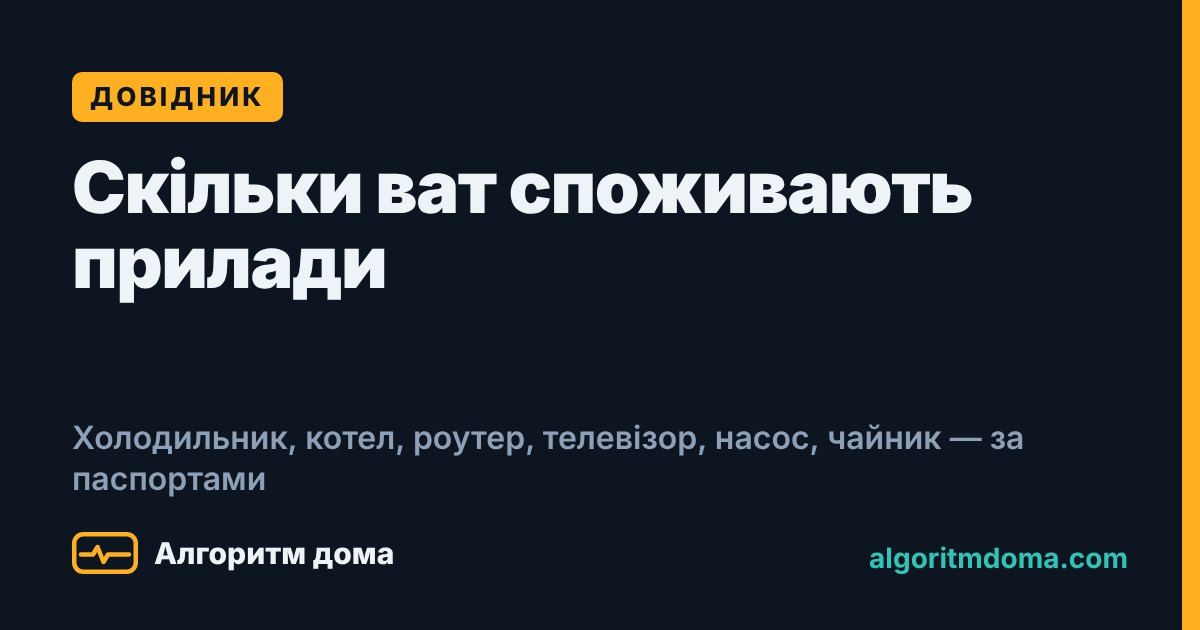 ДОВІДНИК
Скільки ват споживають
прилади
Холодильник, котел, роутер, телевізор, насос, чайник — за
паспортами
Алгоритм дома
algoritmdoma.com